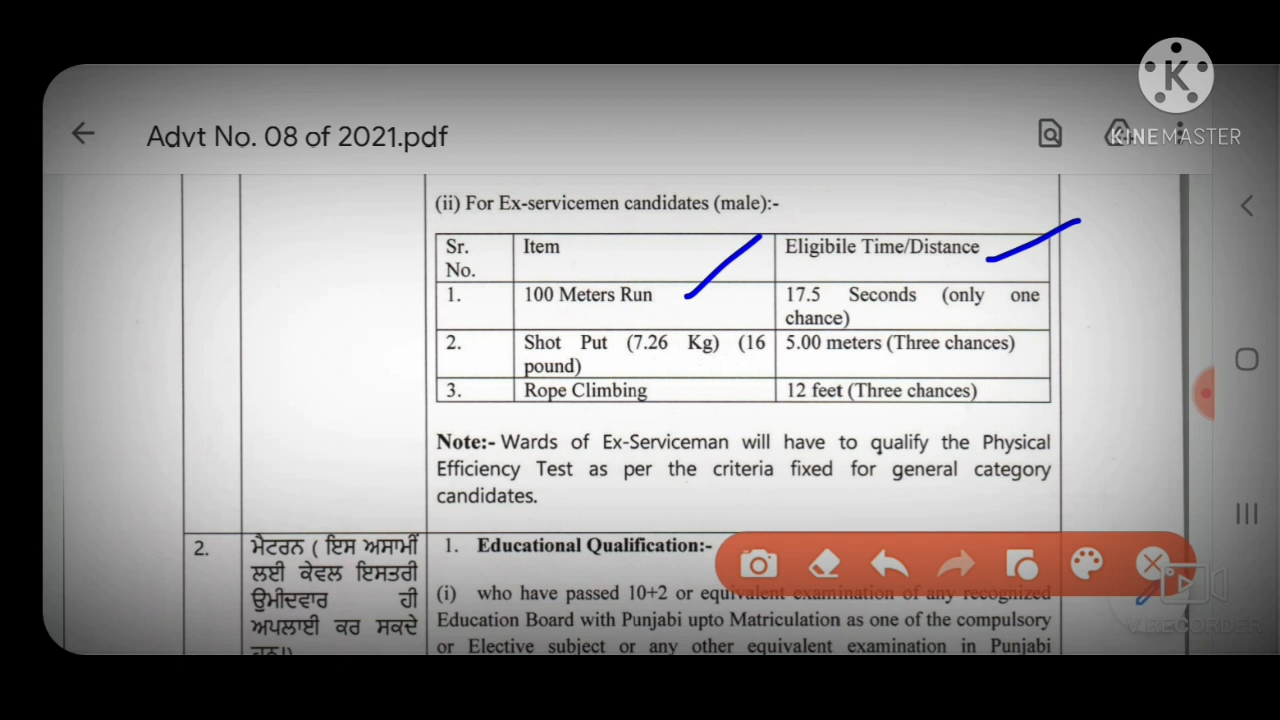 K
KINEMASTER
Advt No. 08 of 2021.pdf
(ii) For Ex-servicemen candidates (male):-
Sr. No. Item Eligibile Time/Distance
1. 100 Meters Run 17.5 Seconds (only one chance)
2. Shot Put (7.26 Kg) (16 pound) 5.00 meters (Three chances)
3. Rope Climbing 12 feet (Three chances)
Note:- Wards of Ex-Serviceman will have to qualify the Physical
Efficiency Test as per the criteria fixed for general category
candidates.
2. ਮੈਟਰਨ ( ਇਸ ਅਸਾਮੀਂ
ਲਈ ਕੇਵਲ ਇਸਤਰੀ
ਉਮੀਦਵਾਰ ਹੀ
ਅਪਲਾਈ ਕਰ ਸਕਦੇ
1. Educational Qualification:-
(i) who have passed 10+2 or equivalent examination of any recognized
Education Board with Punjabi upto Matriculation as one of the compulsory
or Elective subject or any other equivalent examination in Punjabi
V RECORDER